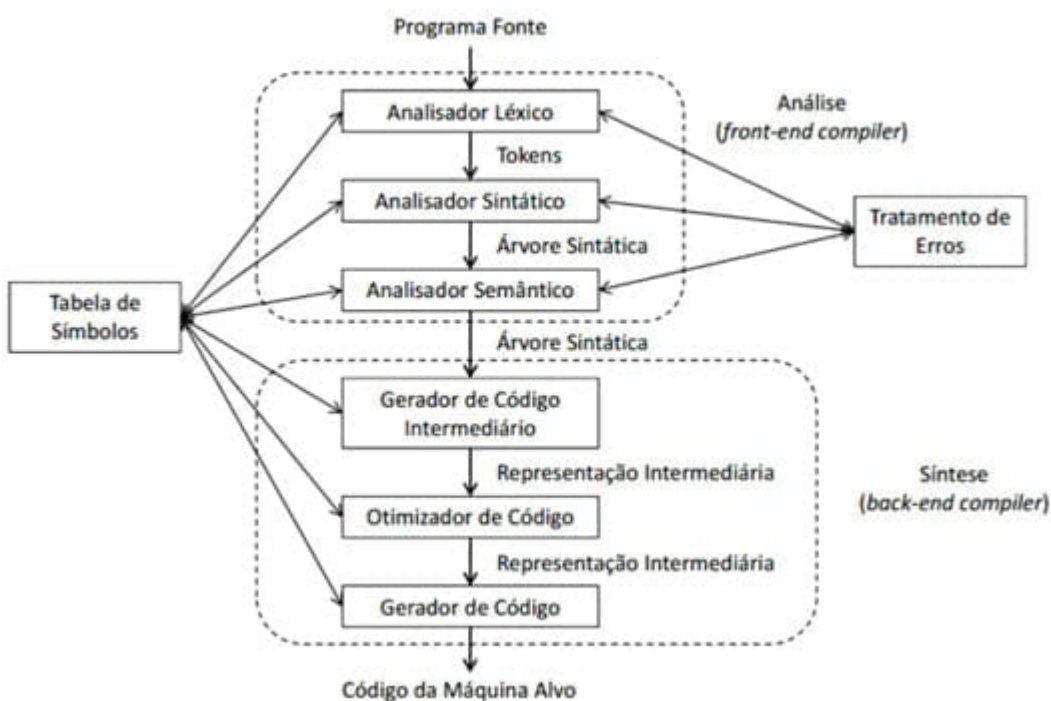 Programa Fonte
Analisador Léxico
Análise
(front-end compiler)
Tokens
Analisador Sintático
Tratamento de
Erros
Árvore Sintática
Analisador Semântico
Tabela de
Símbolos
Árvore Sintática
Gerador de Código
Intermediário
Representação Intermediária
Síntese
(back-end compiler)
Otimizador de Código
Representação Intermediária
Gerador de Código
Código da Máquina Alvo